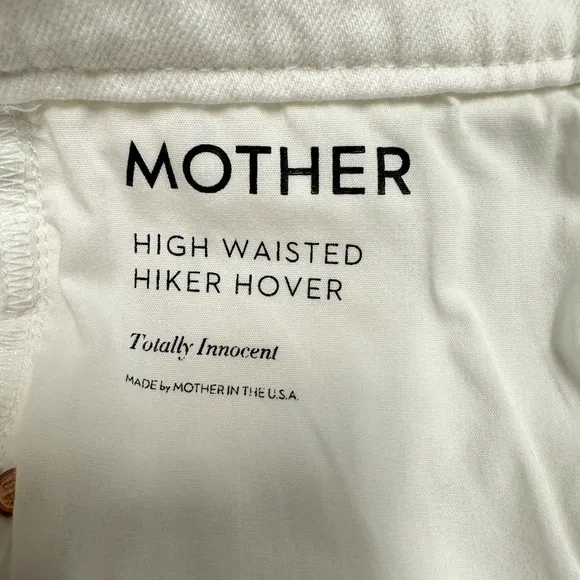 MOTHER
HIGH WAISTED
HIKER HOVER
Totally Innocent
MADE by MOTHER IN THE U.S.A.